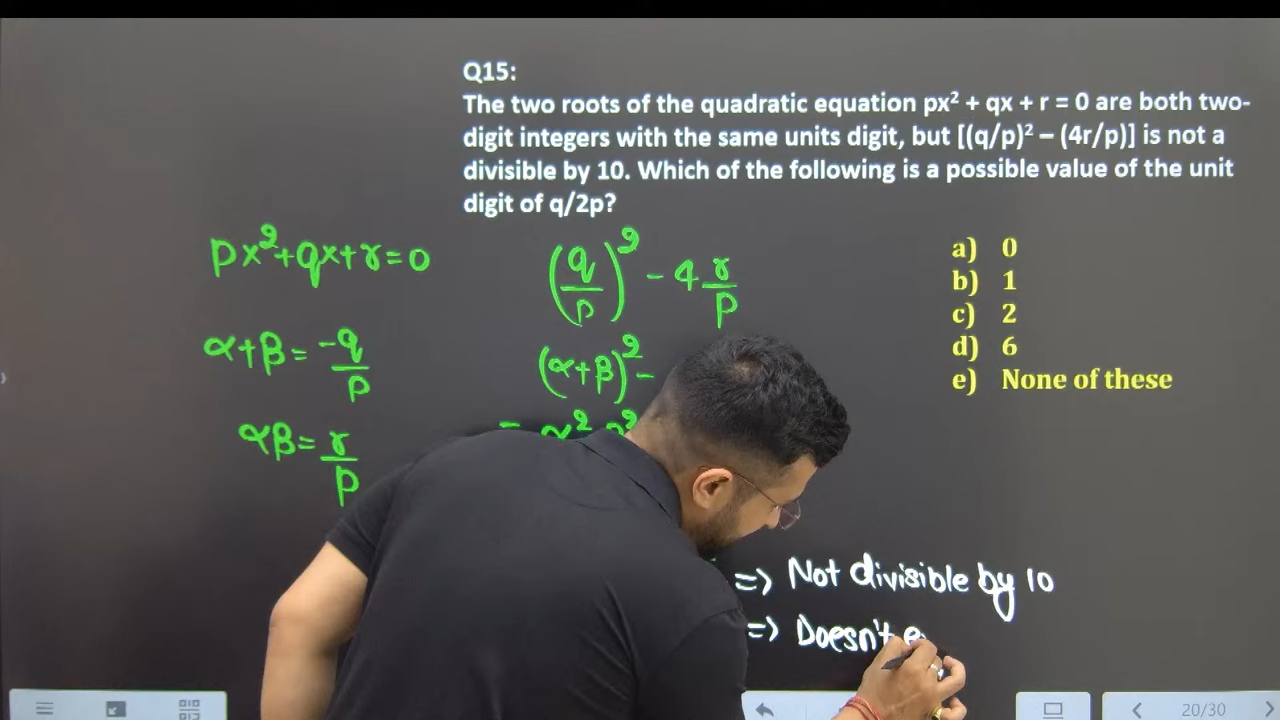 Q15:
The two roots of the quadratic equation px² + qx + r = 0 are both two-
digit integers with the same units digit, but [(q/p)² – (4r/p)] is not a
divisible by 10. Which of the following is a possible value of the unit
digit of q/2p?
a) 0
b) 1
c) 2
d) 6
e) None of these
px²+qx+r=0
α+β=-q/p
αβ=r/p
(q/p)² - 4 r/p
(α+β)² -
= α² β²
=> Not divisible by 10
=> Doesn't e
20/30